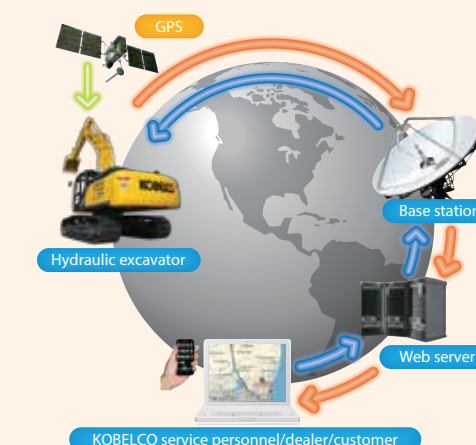 GPS
KOBELCO
Hydraulic excavator
Base station
Web server
KOBELCO service personnel/dealer/customer